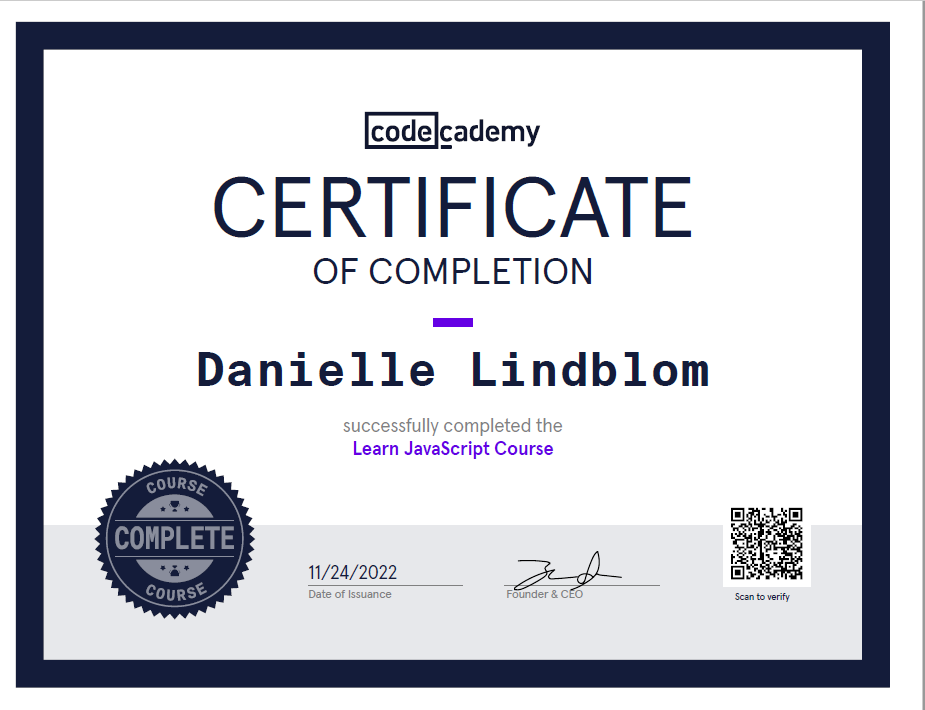 codecademy
CERTIFICATE
OF COMPLETION
Danielle Lindblom
successfully completed the
Learn JavaScript Course
COURSE
COMPLETE
COURSE
11/24/2022
Date of Issuance
Founder & CEO
Scan to verify